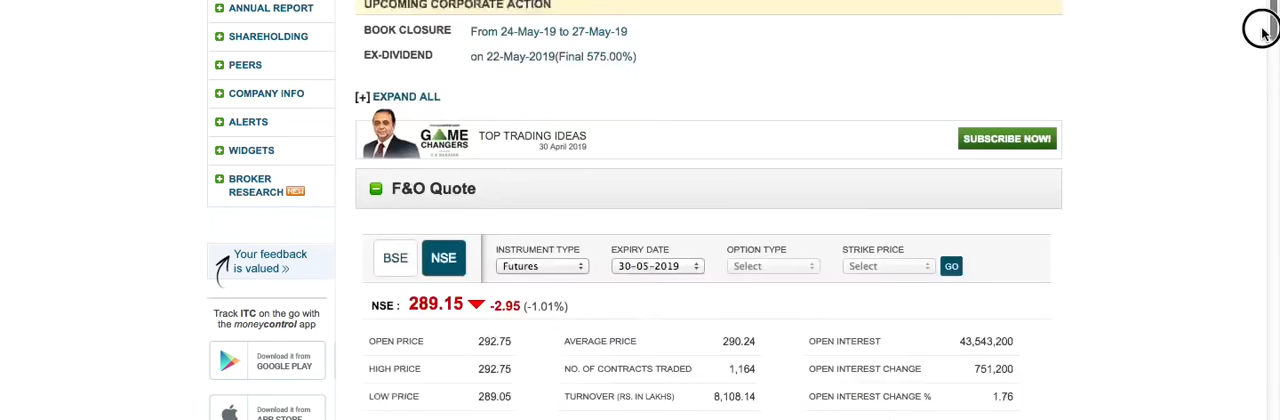 ANNUAL REPORT
SHAREHOLDING
PEERS
COMPANY INFO
ALERTS
WIDGETS
BROKER
RESEARCH NEW
Your feedback
is valued »
Track ITC on the go with
the moneycontrol app
Download it from
GOOGLE PLAY
Download it from
APP STORE
UPCOMING CORPORATE ACTION
BOOK CLOSURE From 24-May-19 to 27-May-19
EX-DIVIDEND on 22-May-2019(Final 575.00%)
[+] EXPAND ALL
GAME
CHANGERS
TOP TRADING IDEAS
30 April 2019
SUBSCRIBE NOW!
F&O Quote
BSE NSE
INSTRUMENT TYPE EXPIRY DATE OPTION TYPE STRIKE PRICE
Futures 30-05-2019 Select Select GO
NSE : 289.15 -2.95 (-1.01%)
OPEN PRICE 292.75 AVERAGE PRICE 290.24 OPEN INTEREST 43,543,200
HIGH PRICE 292.75 NO. OF CONTRACTS TRADED 1,164 OPEN INTEREST CHANGE 751,200
LOW PRICE 289.05 TURNOVER (RS. IN LAKHS) 8,108.14 OPEN INTEREST CHANGE % 1.76